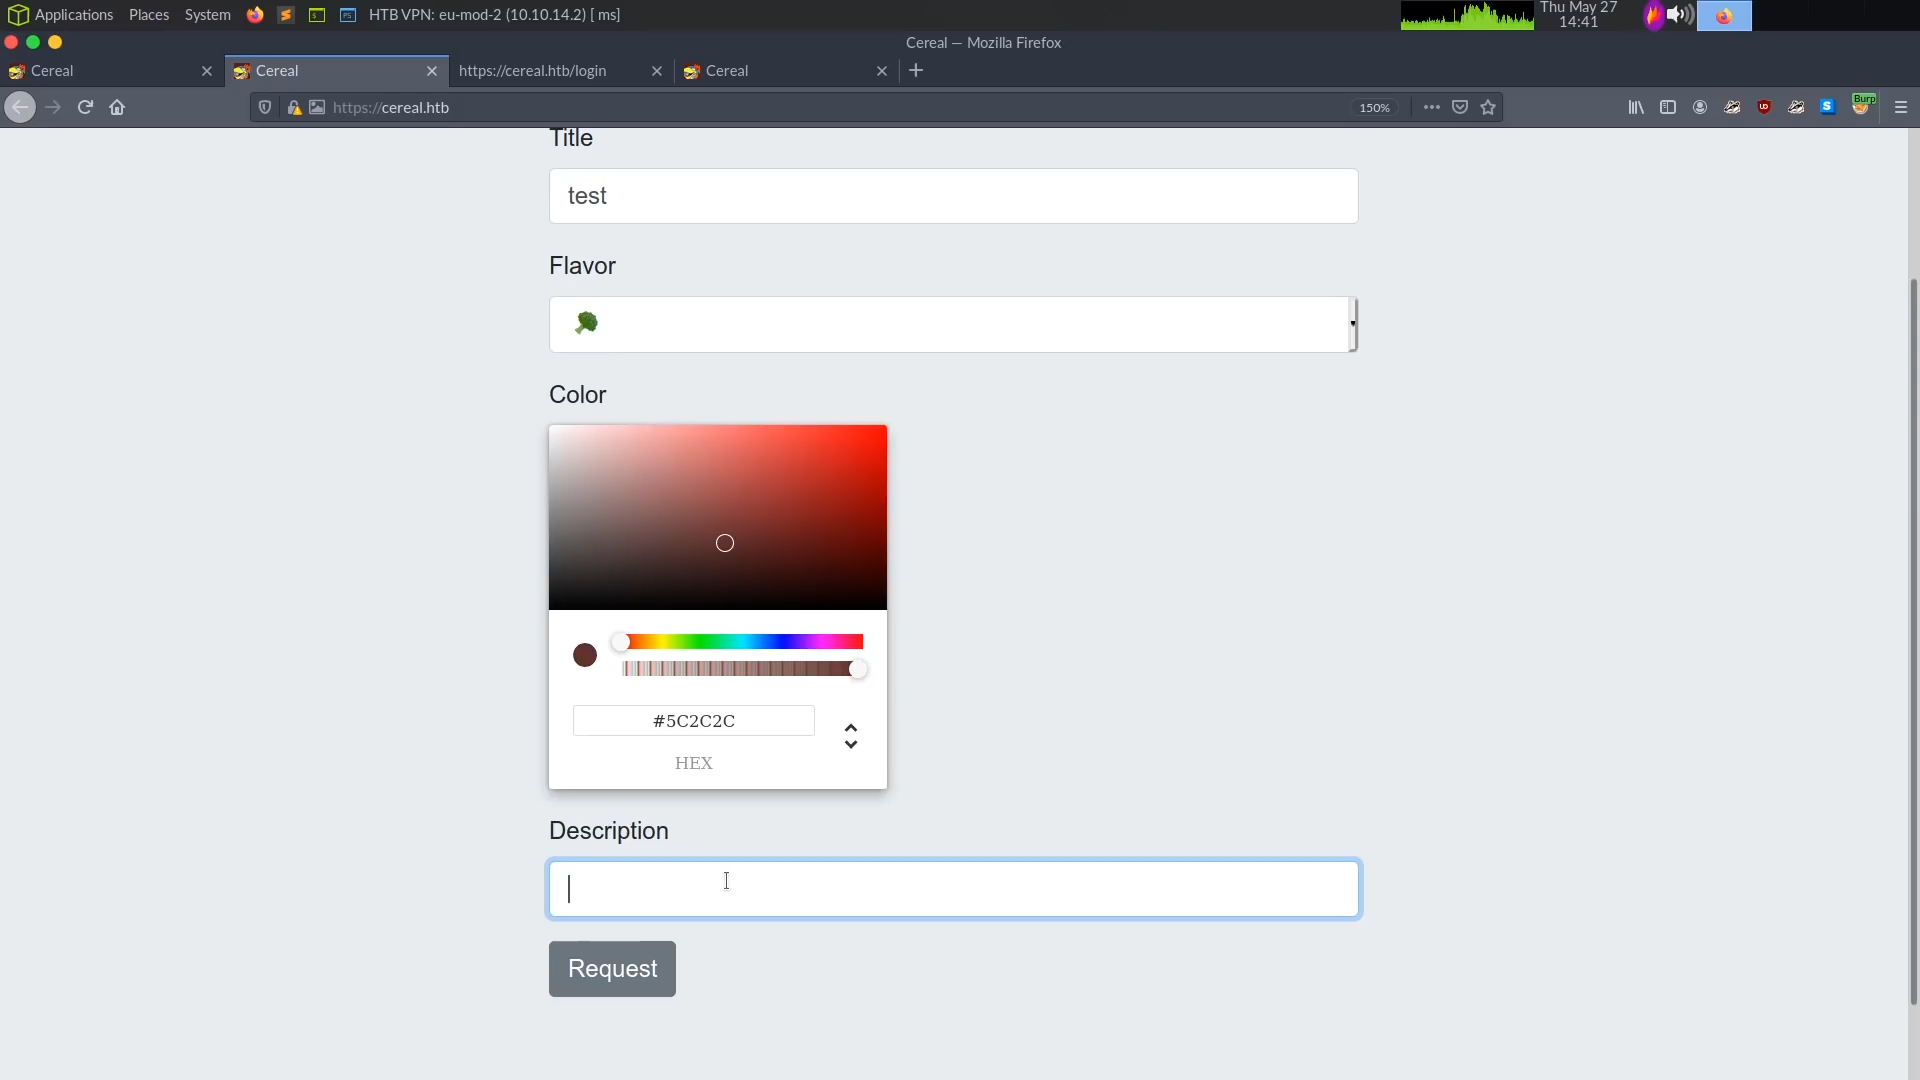 Applications Places System HTB VPN: eu-mod-2 (10.10.14.2) [ ms] Thu May 27
14:41
Cereal — Mozilla Firefox
Cereal Cereal https://cereal.htb/login Cereal
https://cereal.htb 150% Burp
Title
test
Flavor
Color
#5C2C2C
HEX
Description
Request